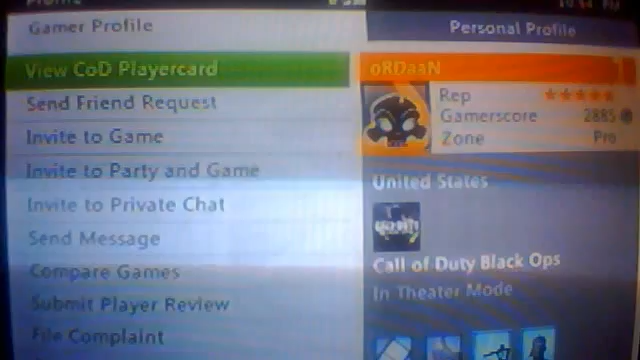 Profile
Gamer Profile
Personal Profile
View CoD Playercard
Send Friend Request
Invite to Game
Invite to Party and Game
Invite to Private Chat
Send Message
Compare Games
Submit Player Review
File Complaint
oRDaaN
Rep
Gamerscore 2885
Zone Pro
United States
Call of Duty Black Ops
In Theater Mode